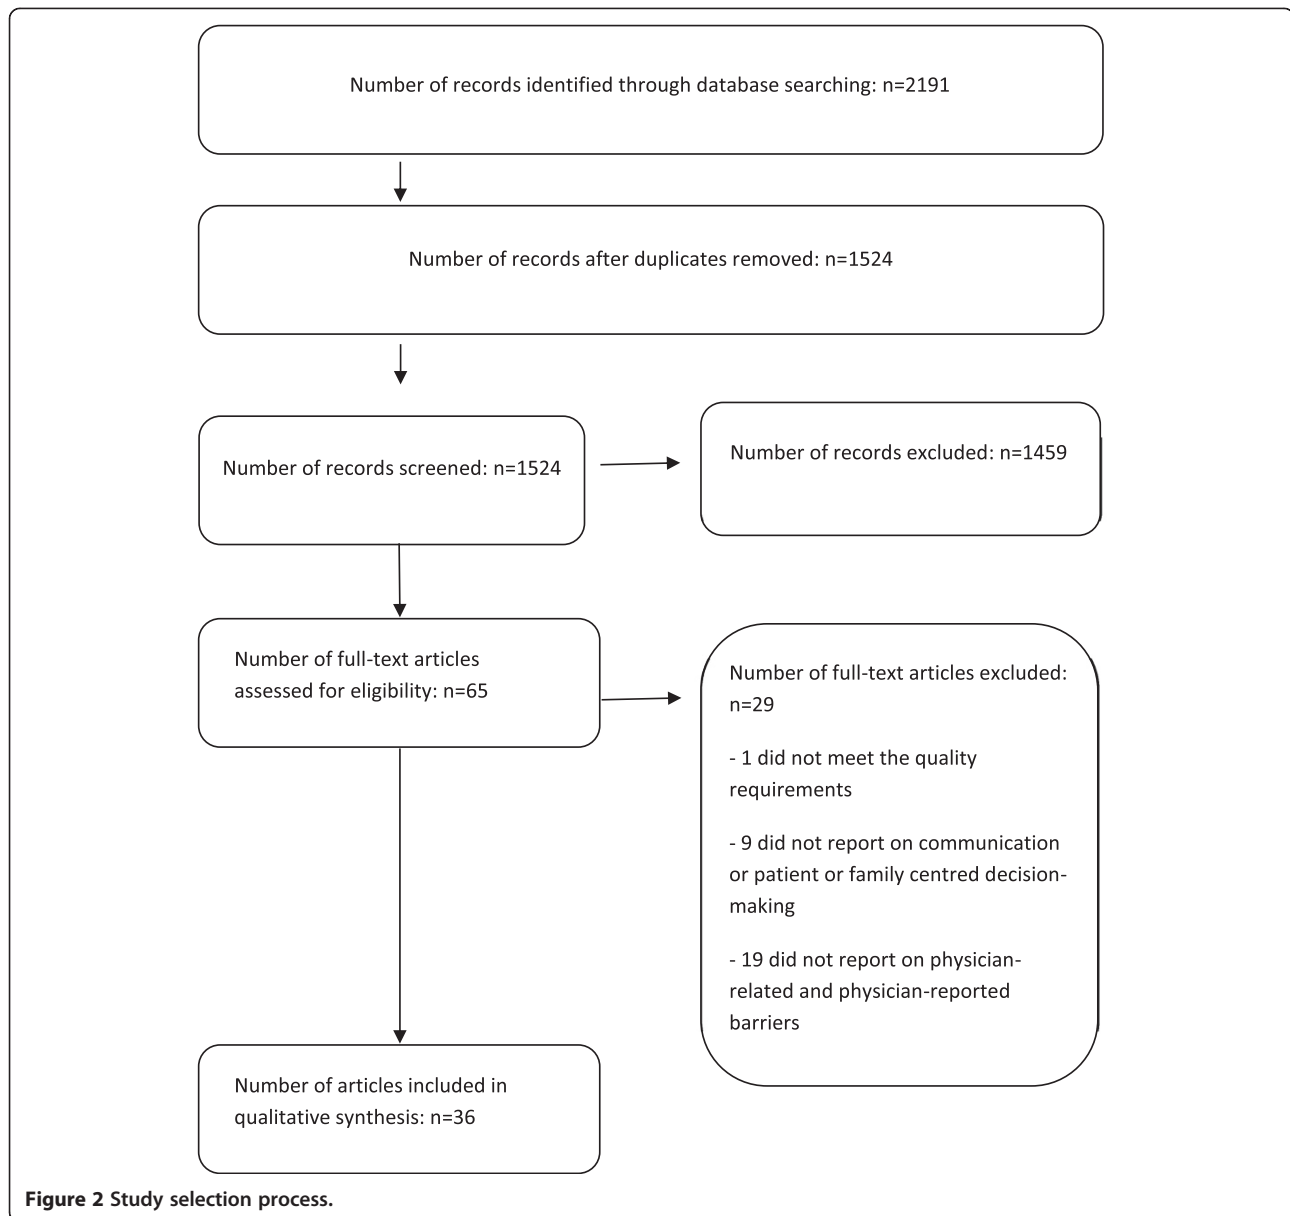 Number of records identified through database searching: n=2191
Number of records after duplicates removed: n=1524
Number of records screened: n=1524
Number of records excluded: n=1459
Number of full-text articles
assessed for eligibility: n=65
Number of full-text articles excluded:
n=29
- 1 did not meet the quality
requirements
- 9 did not report on communication
or patient or family centred decision-
making
- 19 did not report on physician-
related and physician-reported
barriers
Number of articles included in
qualitative synthesis: n=36
Figure 2 Study selection process.